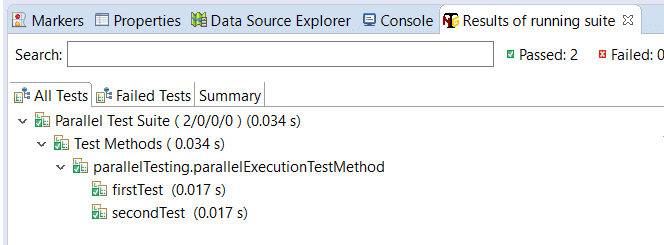 Markers Properties Data Source Explorer Console Results of running suite
Search: Passed: 2 Failed: 0
All Tests Failed Tests Summary
Parallel Test Suite ( 2/0/0/0 ) (0.034 s)
Test Methods ( 0.034 s)
parallelTesting.parallelExecutionTestMethod
firstTest (0.017 s)
secondTest (0.017 s)